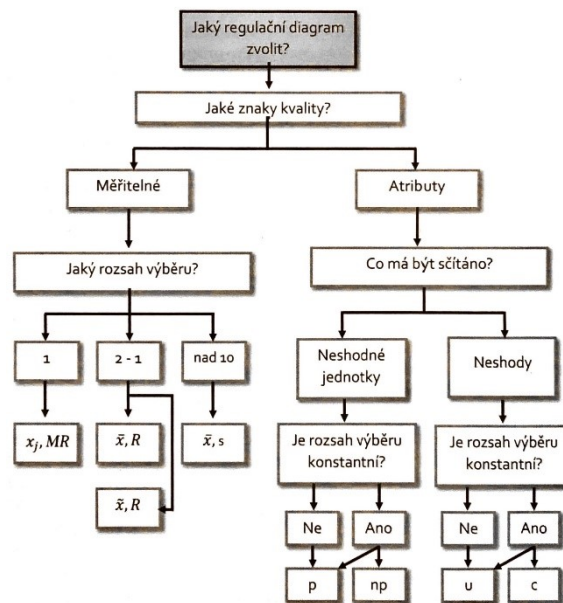 Jaký regulační diagram
zvolit?
Jaké znaky kvality?
Měřitelné
Atributy
Jaký rozsah výběru?
Co má být sčítáno?
1
2 - 1
nad 10
Neshodné
jednotky
Neshody
x_j, MR
x̄, R
x̄, s
x̃, R
Je rozsah výběru
konstantní?
Je rozsah výběru
konstantní?
Ne
Ano
Ne
Ano
p
np
u
c